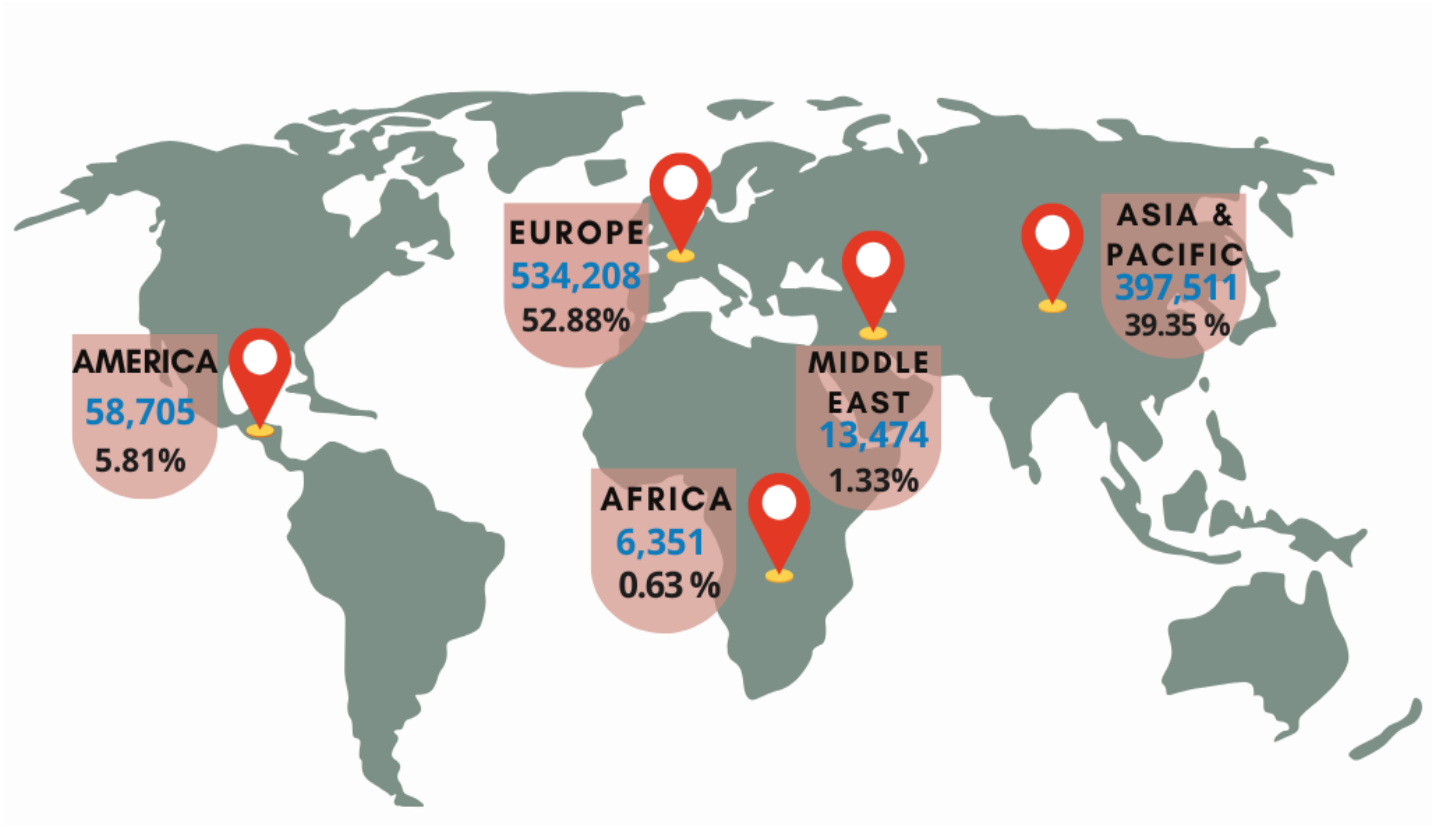 EUROPE
534,208
52.88%
ASIA &
PACIFIC
397,511
39.35 %
AMERICA
58,705
5.81%
MIDDLE
EAST
13,474
1.33%
AFRICA
6,351
0.63 %